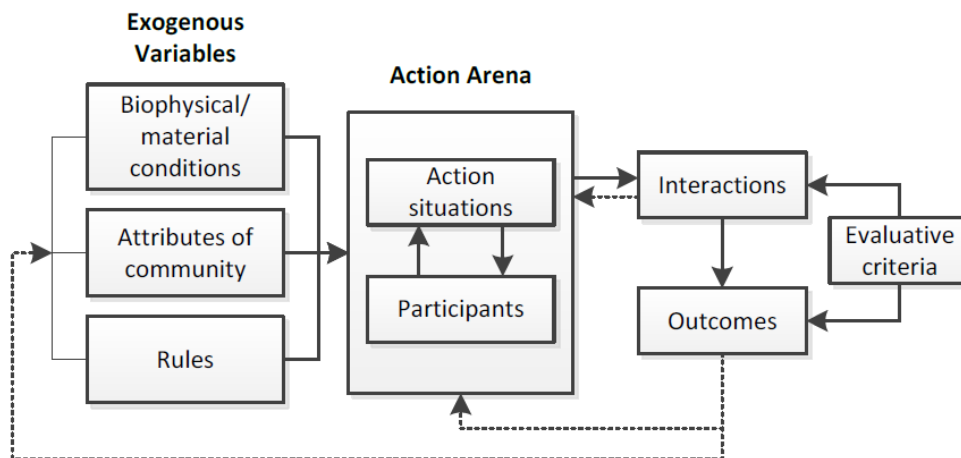 Exogenous
Variables
Biophysical/
material
conditions
Attributes of
community
Rules
Action Arena
Action
situations
Participants
Interactions
Outcomes
Evaluative
criteria